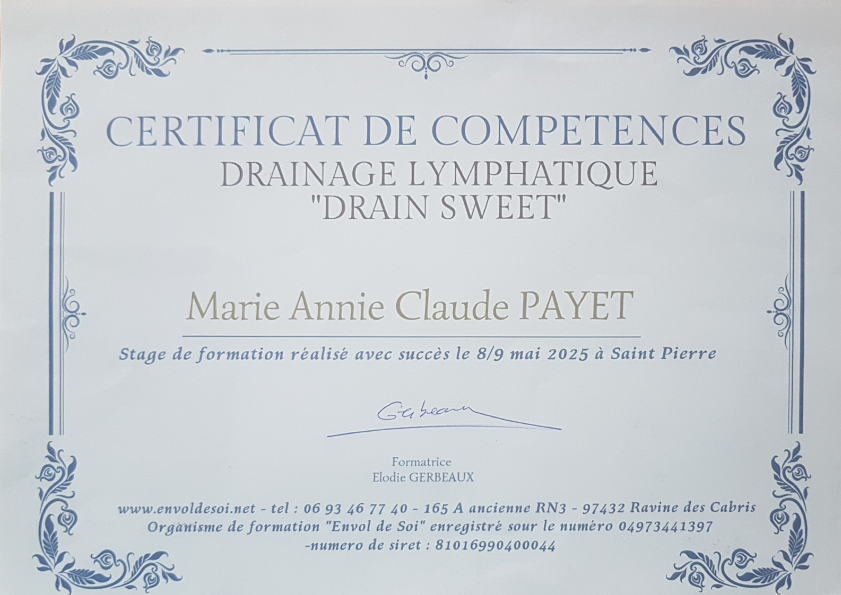 CERTIFICAT DE COMPETENCES
DRAINAGE LYMPHATIQUE
"DRAIN SWEET"
Marie Annie Claude PAYET
Stage de formation réalisé avec succès le 8/9 mai 2025 à Saint Pierre
Gerbeaux
Formatrice
Elodie GERBEAUX
www.envoldesoi.net - tel : 06 93 46 77 40 - 165 A ancienne RN3 - 97432 Ravine des Cabris
Organisme de formation "Envol de Soi" enregistré sour le numéro 04973441397
-numero de siret : 81016990400044